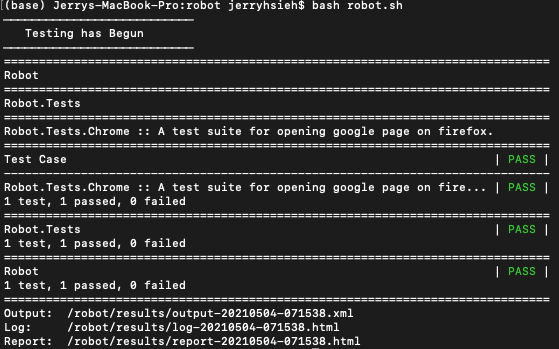 (base) Jerrys-MacBook-Pro:robot jerryhsieh$ bash robot.sh
Testing has Begun
Robot
Robot.Tests
Robot.Tests.Chrome :: A test suite for opening google page on firefox.
Test Case | PASS |
Robot.Tests.Chrome :: A test suite for opening google page on fire... | PASS |
1 test, 1 passed, 0 failed
Robot.Tests | PASS |
1 test, 1 passed, 0 failed
Robot | PASS |
1 test, 1 passed, 0 failed
Output: /robot/results/output-20210504-071538.xml
Log: /robot/results/log-20210504-071538.html
Report: /robot/results/report-20210504-071538.html